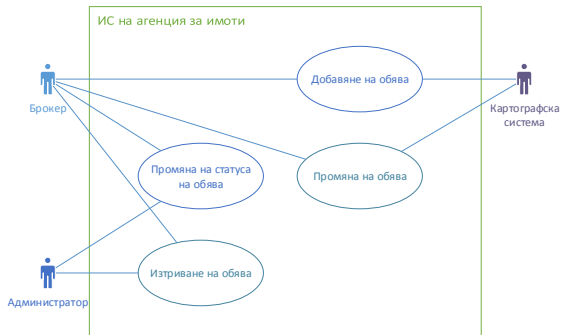 ИС на агенция за имоти
Добавяне на обява
Брокер
Картографска
система
Промяна на статуса
на обява
Промяна на обява
Изтриване на обява
Администратор